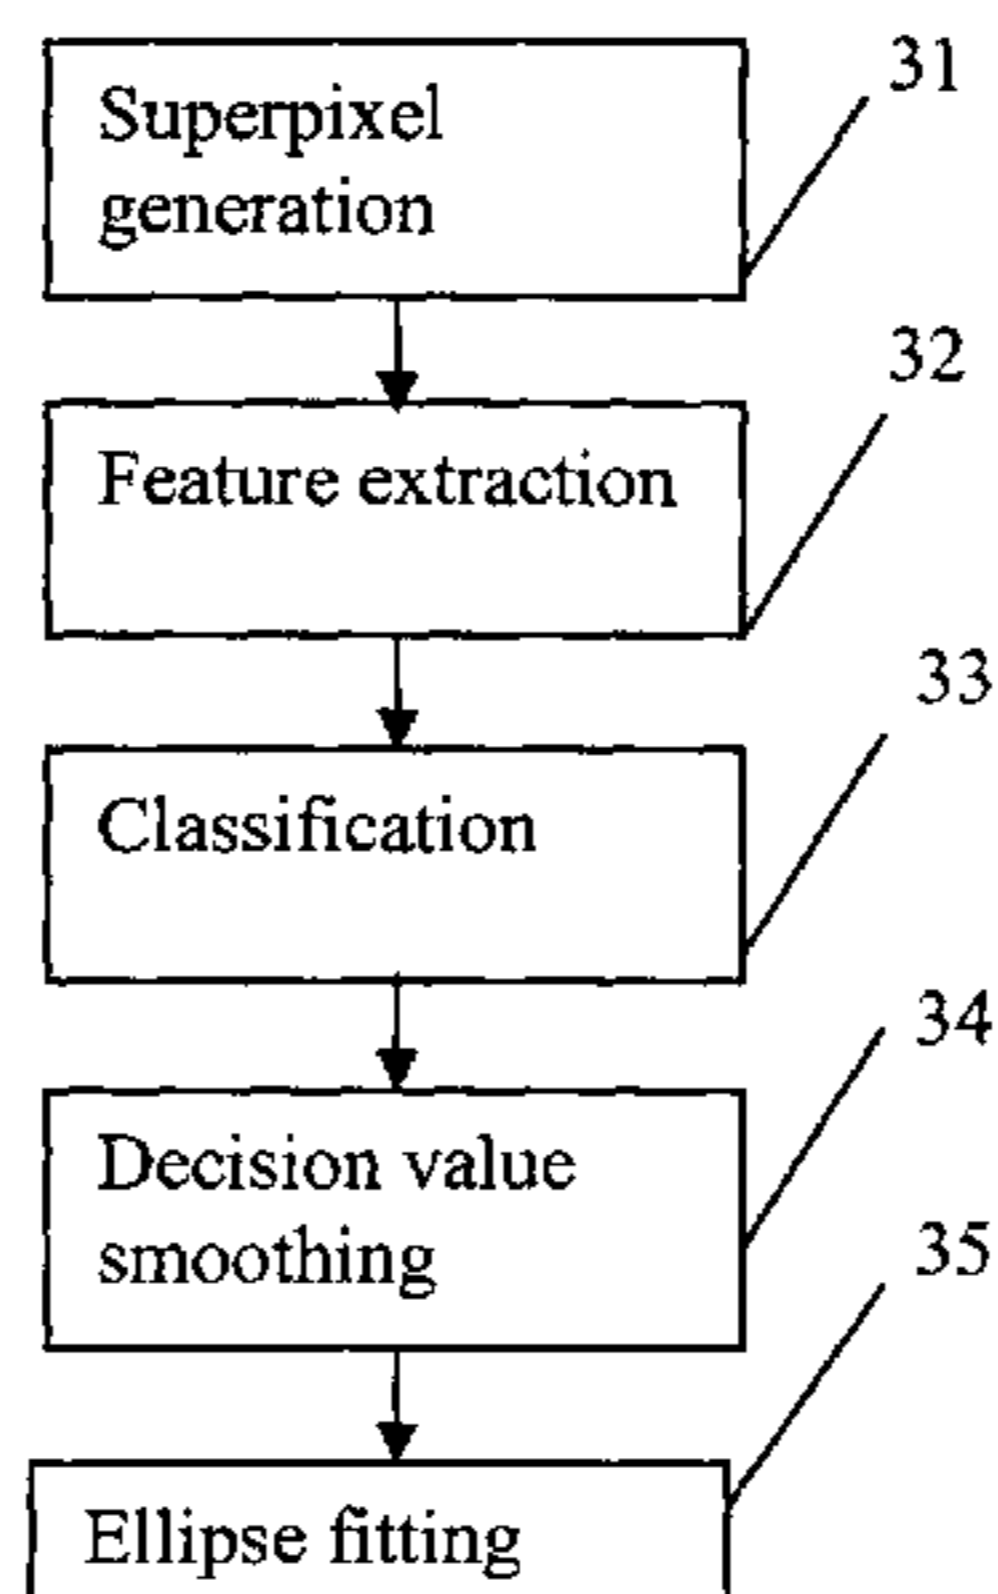 Superpixel
generation
31
Feature extraction
32
Classification
33
Decision value
smoothing
34
Ellipse fitting
35